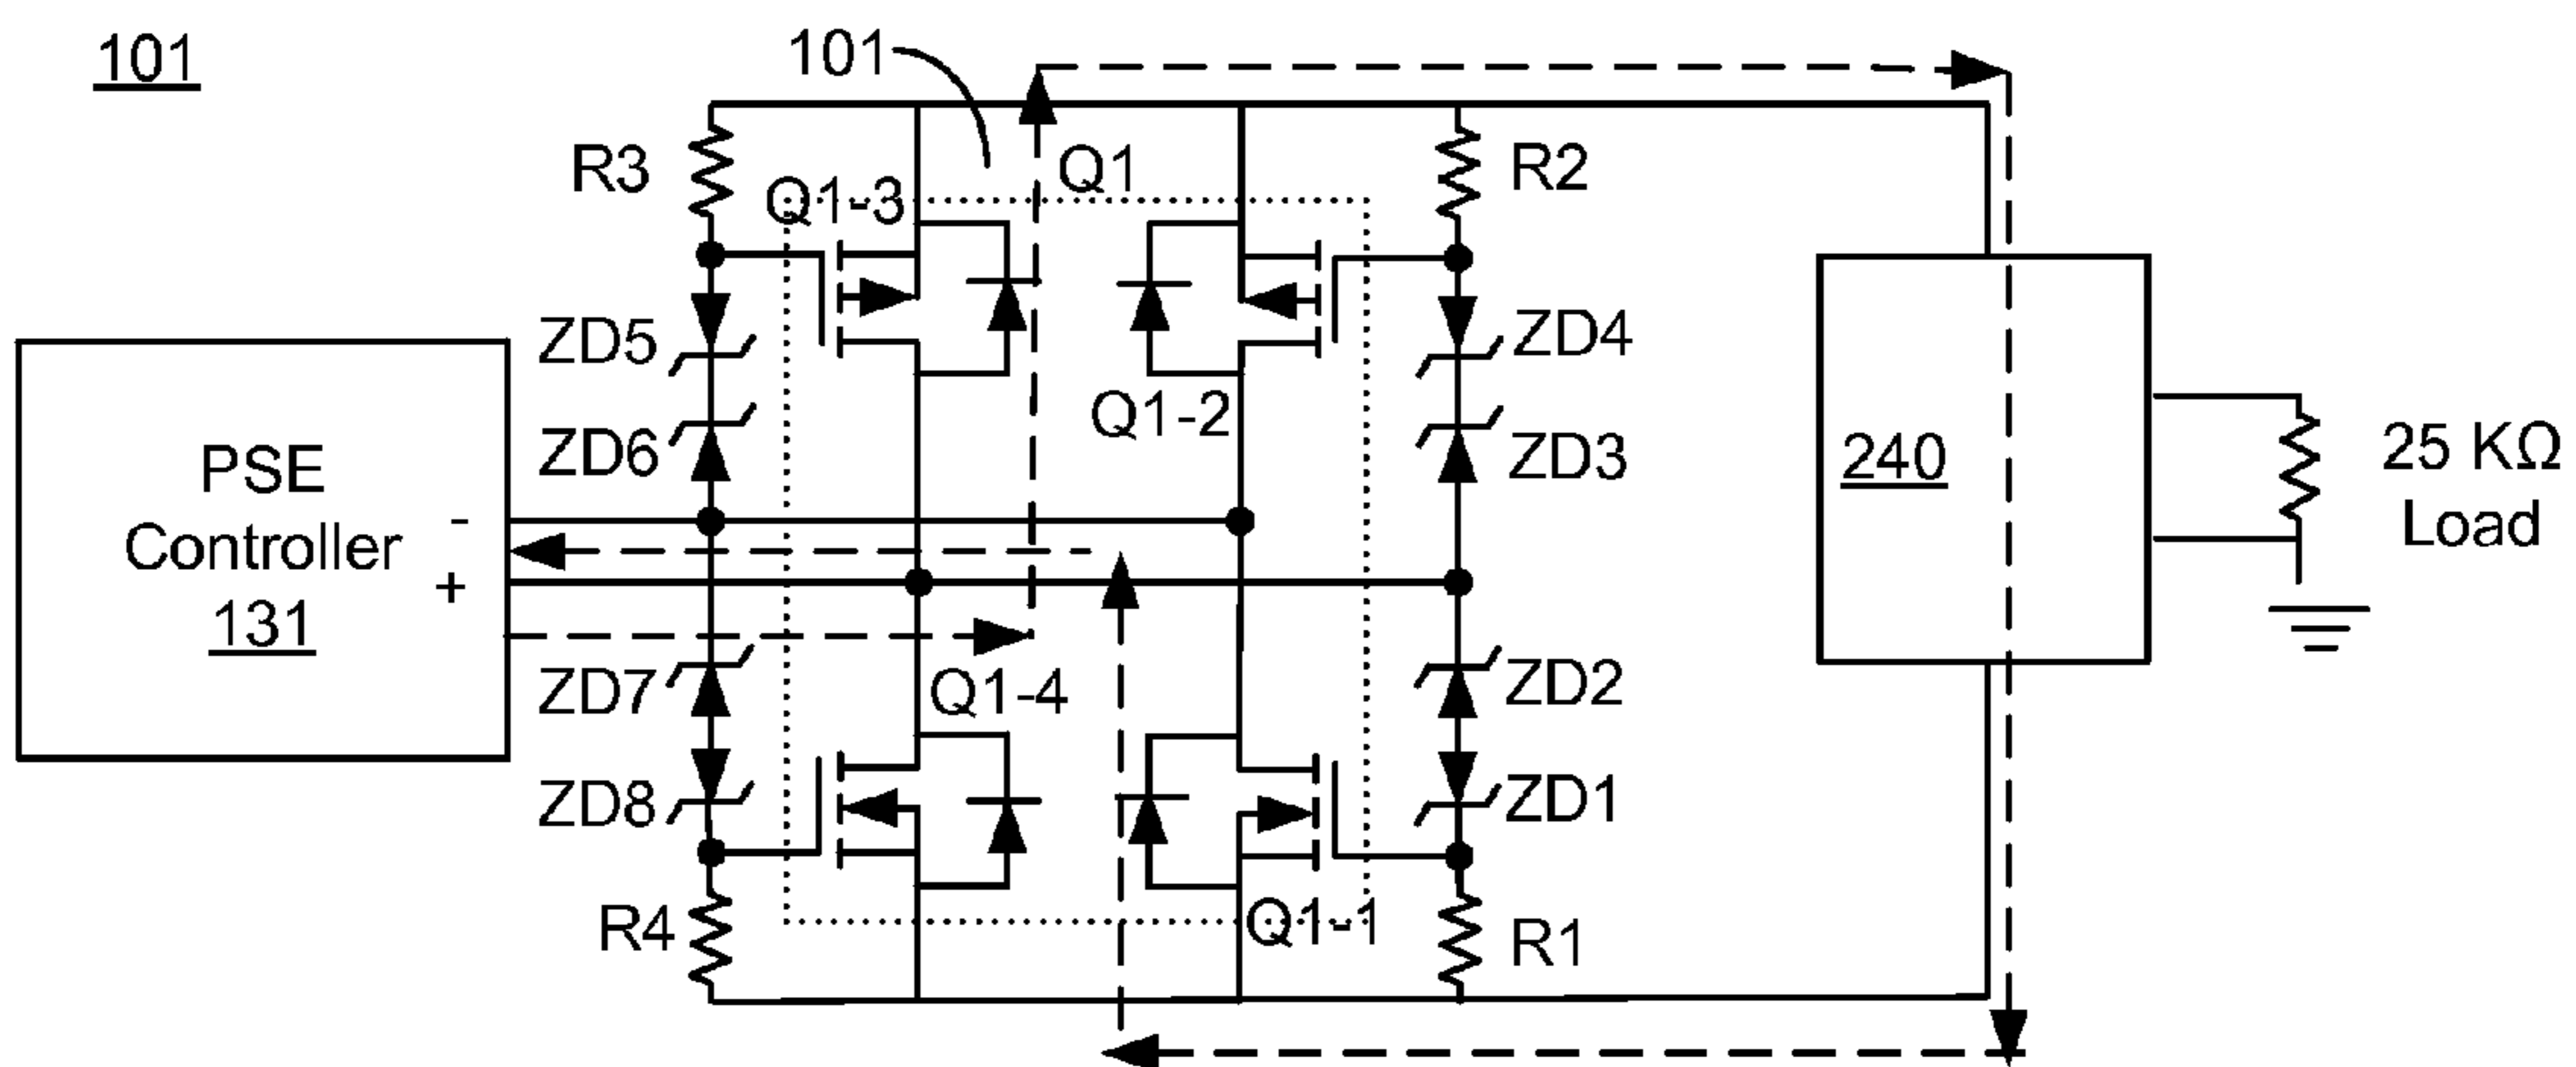 101
101
Q1
R3
R2
Q1-3
ZD5
ZD4
Q1-2
ZD6
ZD3
PSE
Controller
131
-
+
240
25 KΩ
Load
ZD7
Q1-4
ZD2
ZD8
ZD1
R4
Q1-1
R1